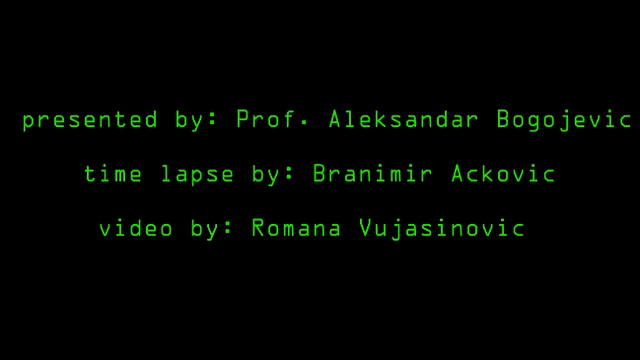 presented by: Prof. Aleksandar Bogojevic
time lapse by: Branimir Ackovic
video by: Romana Vujasinovic